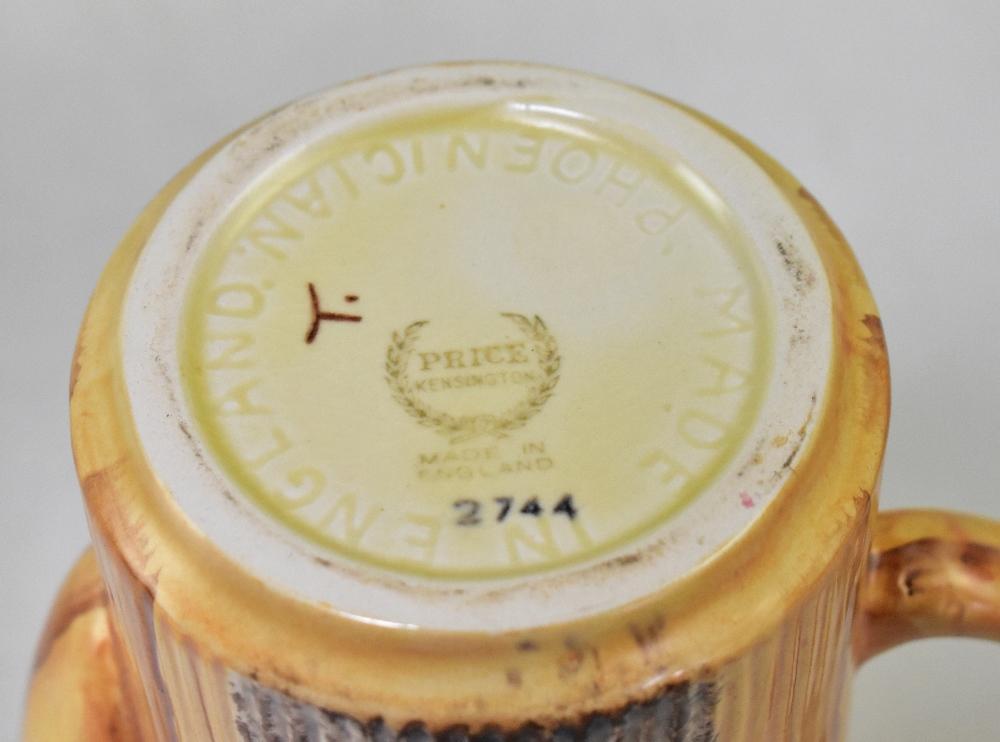 PHOENICIAN. MADE IN ENGLAND.
T.
PRICE
KENSINGTON
MADE IN
ENGLAND
2744